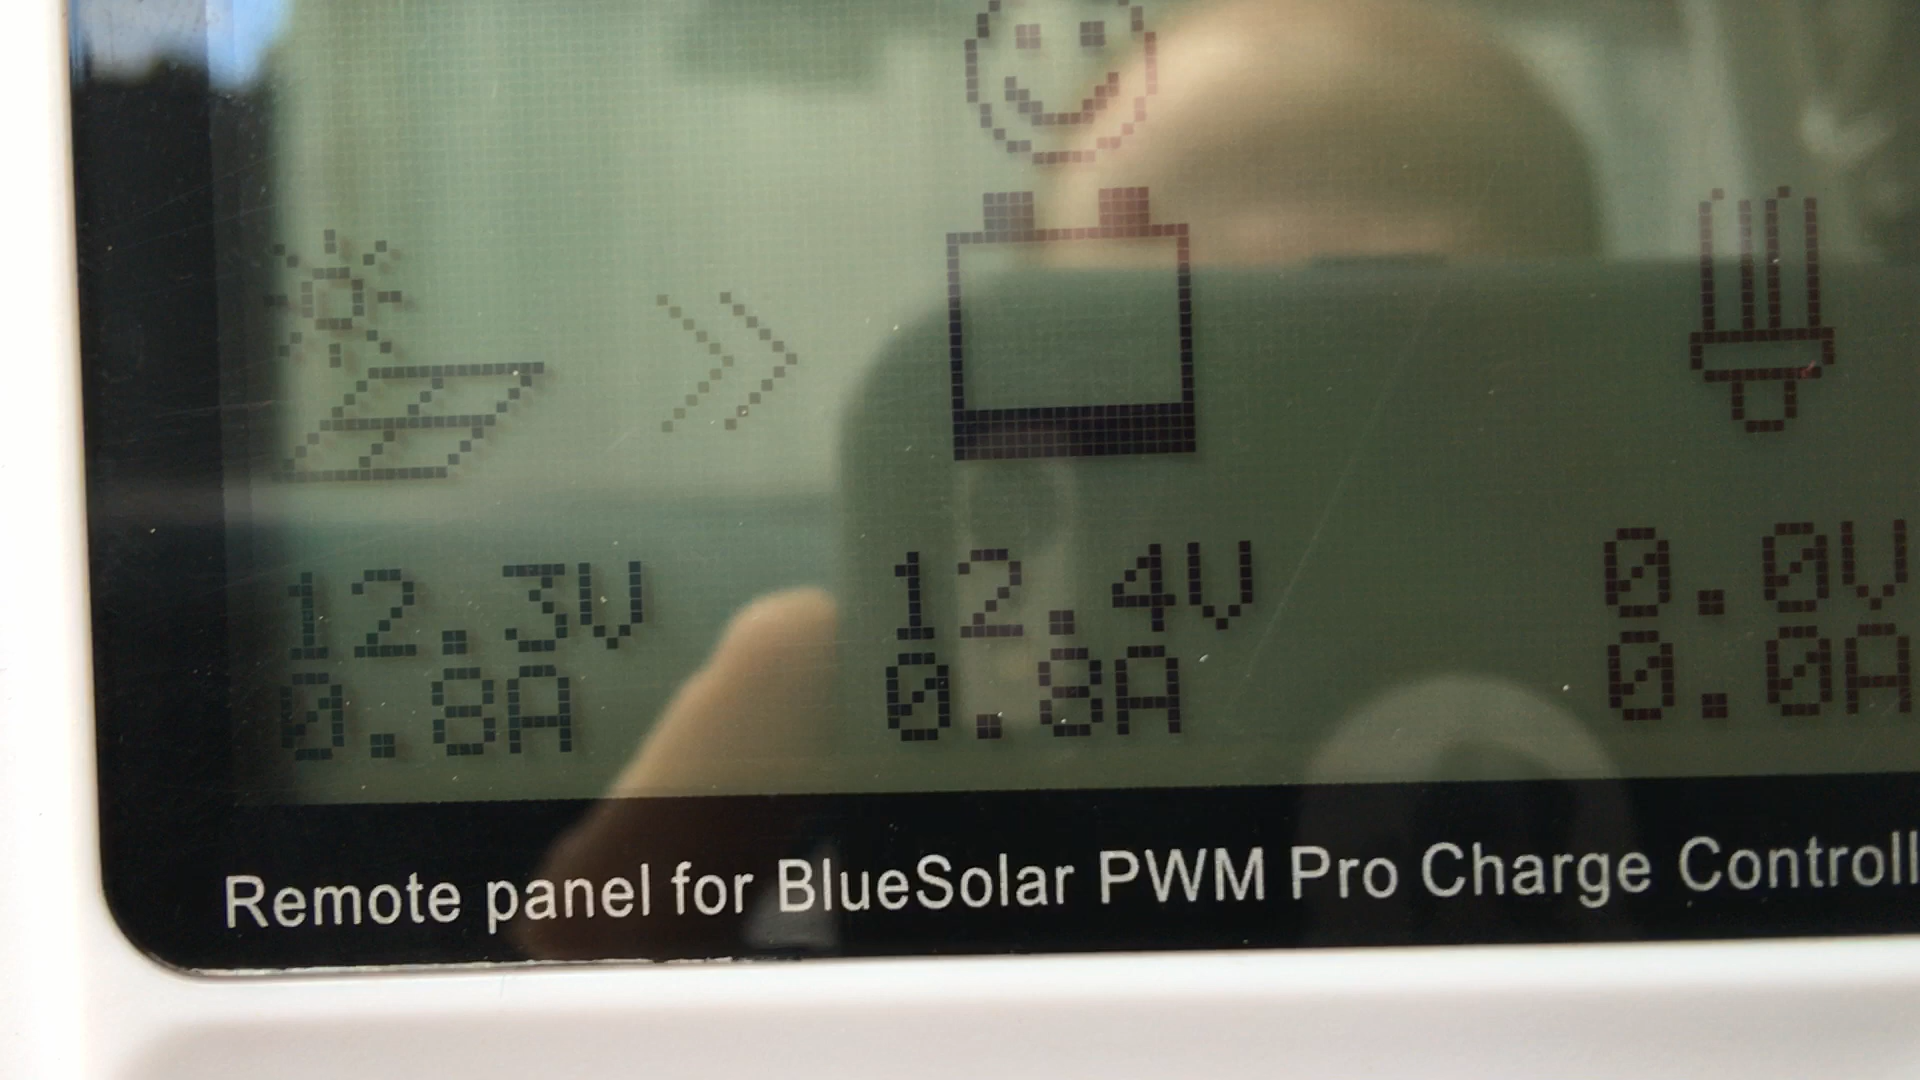 12.3V 12.4V 0.0V
0.8A 0.8A 0.0A
Remote panel for BlueSolar PWM Pro Charge Controll